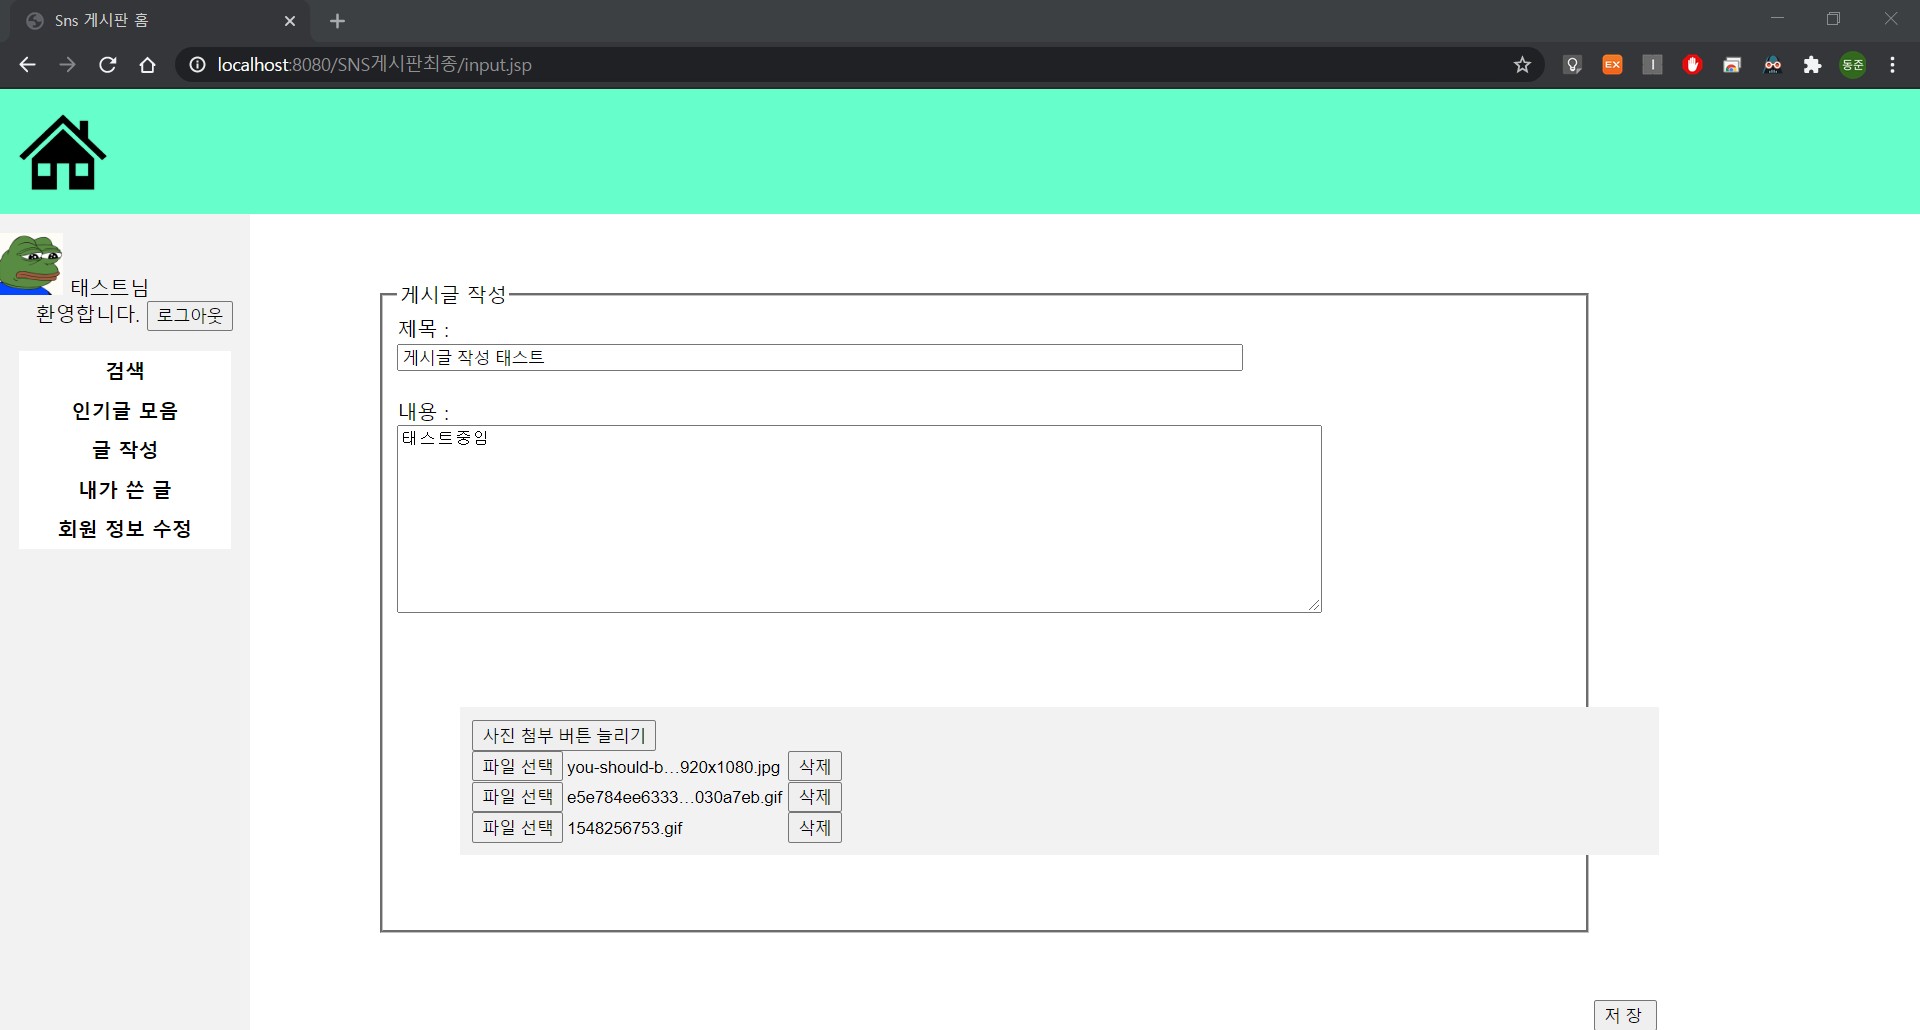 Sns 게시판 홈
localhost:8080/SNS게시판최종/input.jsp
EX
I
동준
태스트님
환영합니다. 로그아웃
검색
인기글 모음
글 작성
내가 쓴 글
회원 정보 수정
게시글 작성
제목 :
게시글 작성 태스트
내용 :
태스트중임
사진 첨부 버튼 늘리기
파일 선택 you-should-b…920x1080.jpg 삭제
파일 선택 e5e784ee6333…030a7eb.gif 삭제
파일 선택 1548256753.gif 삭제
저 장